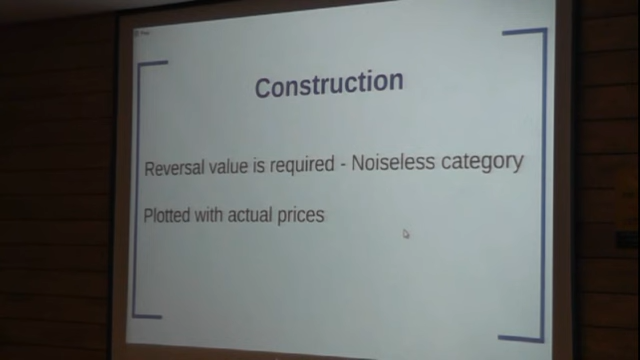 Construction
Reversal value is required - Noiseless category
Plotted with actual prices